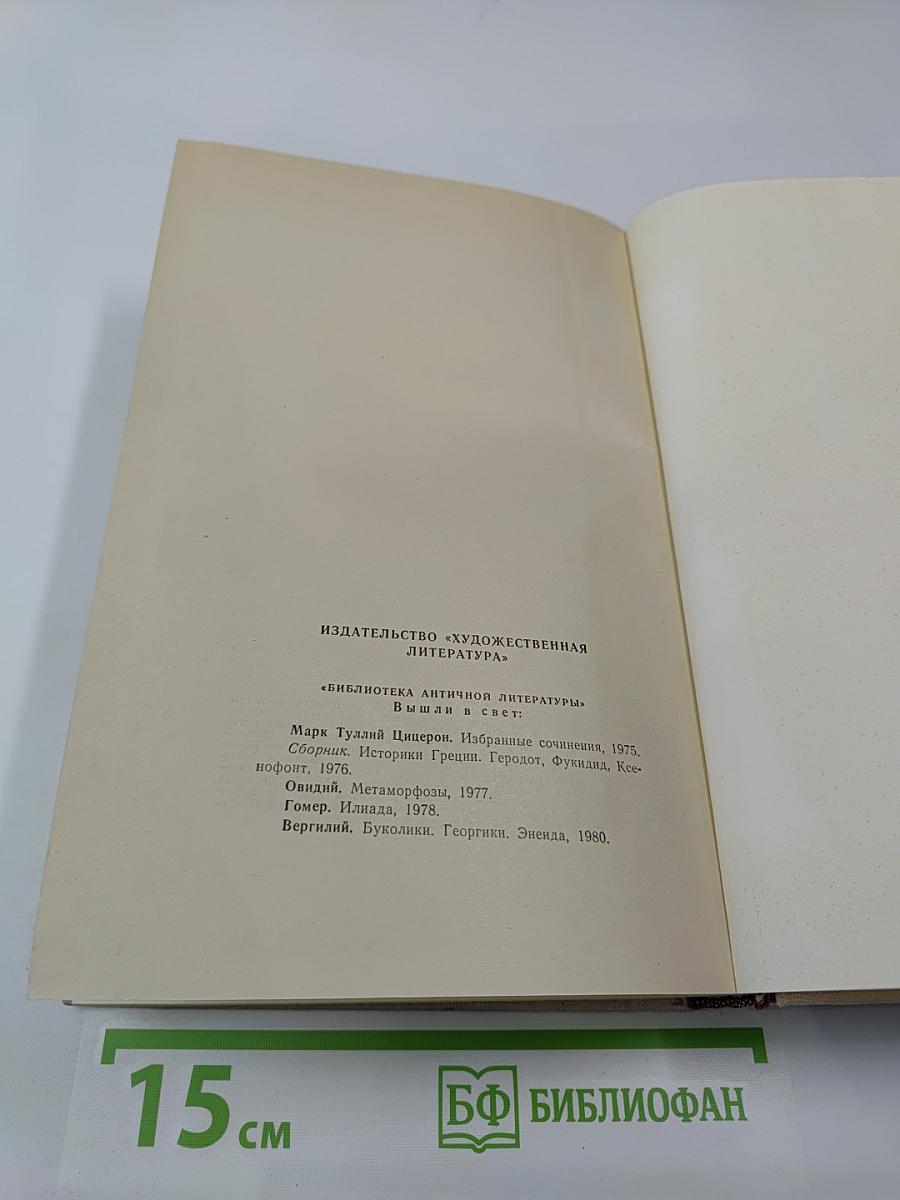 ИЗДАТЕЛЬСТВО «ХУДОЖЕСТВЕННАЯ
ЛИТЕРАТУРА»
«БИБЛИОТЕКА АНТИЧНОЙ ЛИТЕРАТУРЫ»
Вышли в свет:
Марк Туллий Цицерон. Избранные сочинения, 1975.
Сборник. Историки Греции. Геродот, Фукидид, Ксе-
нофонт, 1976.
Овидий. Метаморфозы, 1977.
Гомер. Илиада, 1978.
Вергилий. Буколики. Георгики. Энеида, 1980.
15 см
БФ БИБЛИОФАН